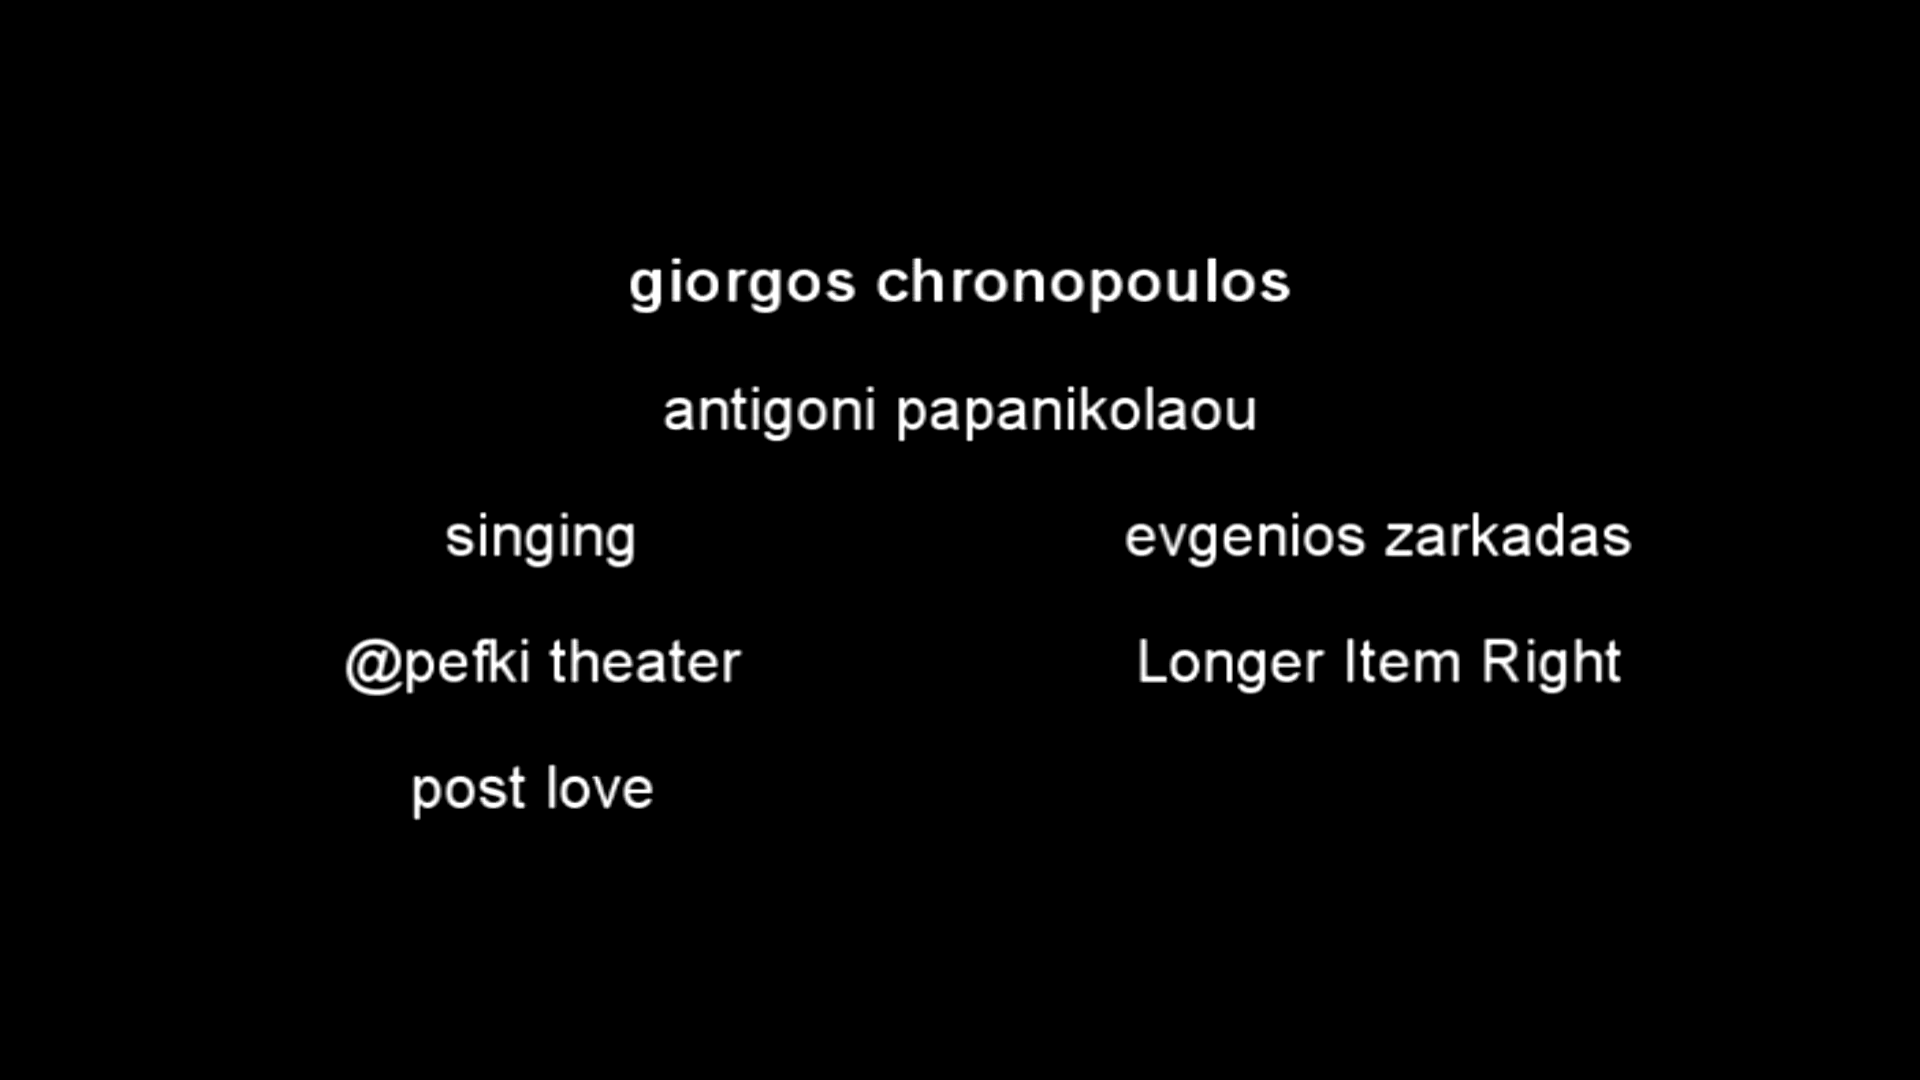 giorgos chronopoulos
antigoni papanikolaou
singing evgenios zarkadas
@pefki theater Longer Item Right
post love